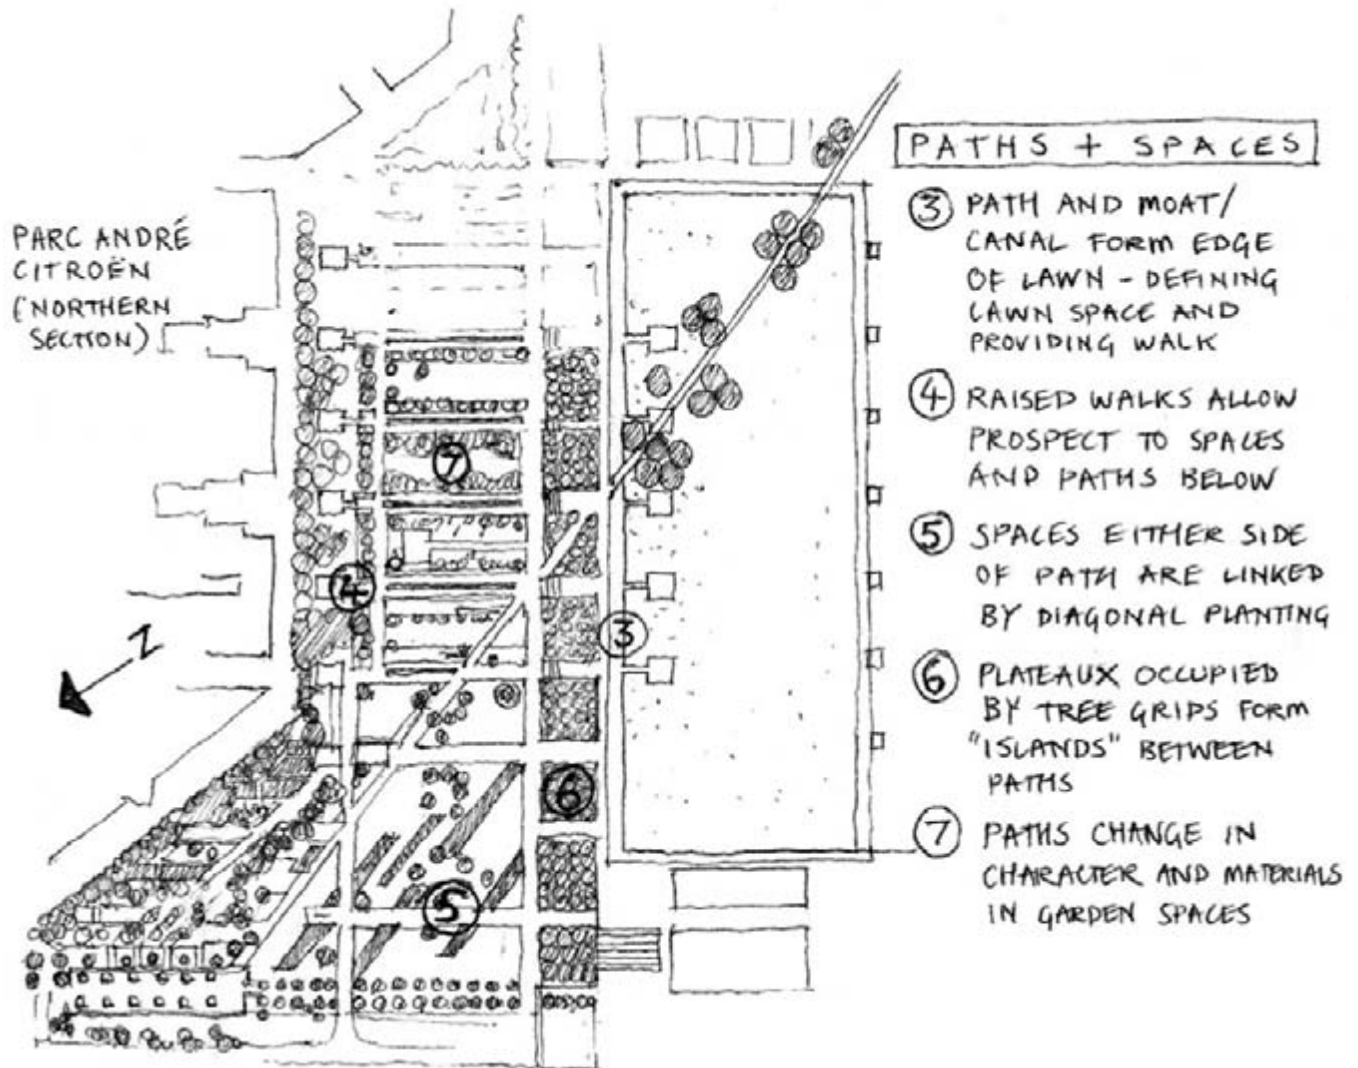 PATHS + SPACES
PARC ANDRÉ
CITROËN
(NORTHERN
SECTION)
③ PATH AND MOAT/
CANAL FORM EDGE
OF LAWN - DEFINING
LAWN SPACE AND
PROVIDING WALK
④ RAISED WALKS ALLOW
PROSPECT TO SPACES
AND PATHS BELOW
⑤ SPACES EITHER SIDE
OF PATH ARE LINKED
BY DIAGONAL PLANTING
⑥ PLATEAUX OCCUPIED
BY TREE GRIPS FORM
"ISLANDS" BETWEEN
PATHS
⑦ PATHS CHANGE IN
CHARACTER AND MATERIALS
IN GARDEN SPACES
⑦
④
③
N
⑥
⑤